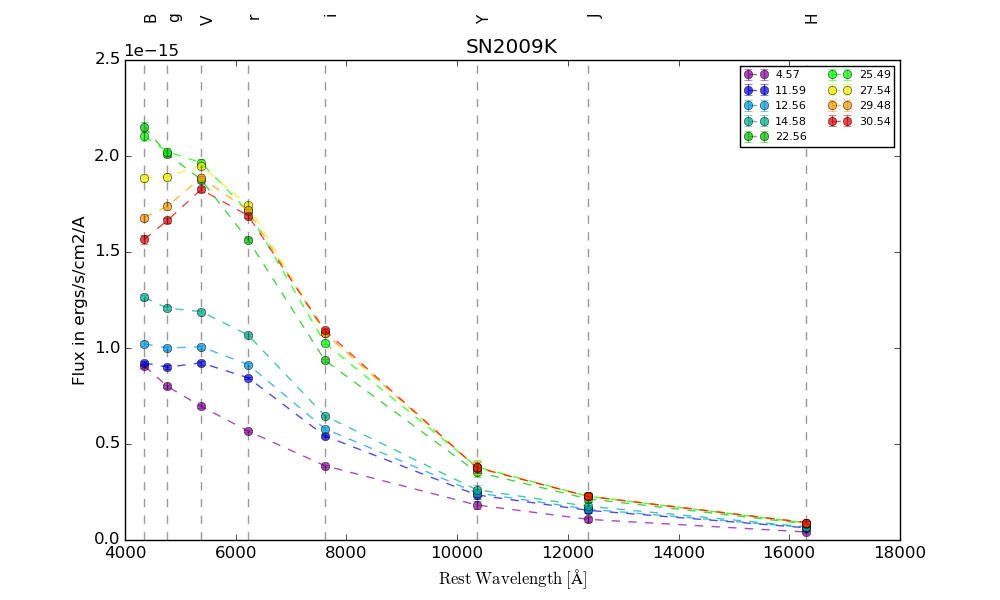 B g V r i Y J H
1e−15
SN2009K
2.5
2.0
1.5
1.0
0.5
0.0
Flux in ergs/s/cm2/A
4.57
11.59
12.56
14.58
22.56
25.49
27.54
29.48
30.54
4000 6000 8000 10000 12000 14000 16000 18000
Rest Wavelength [Å]